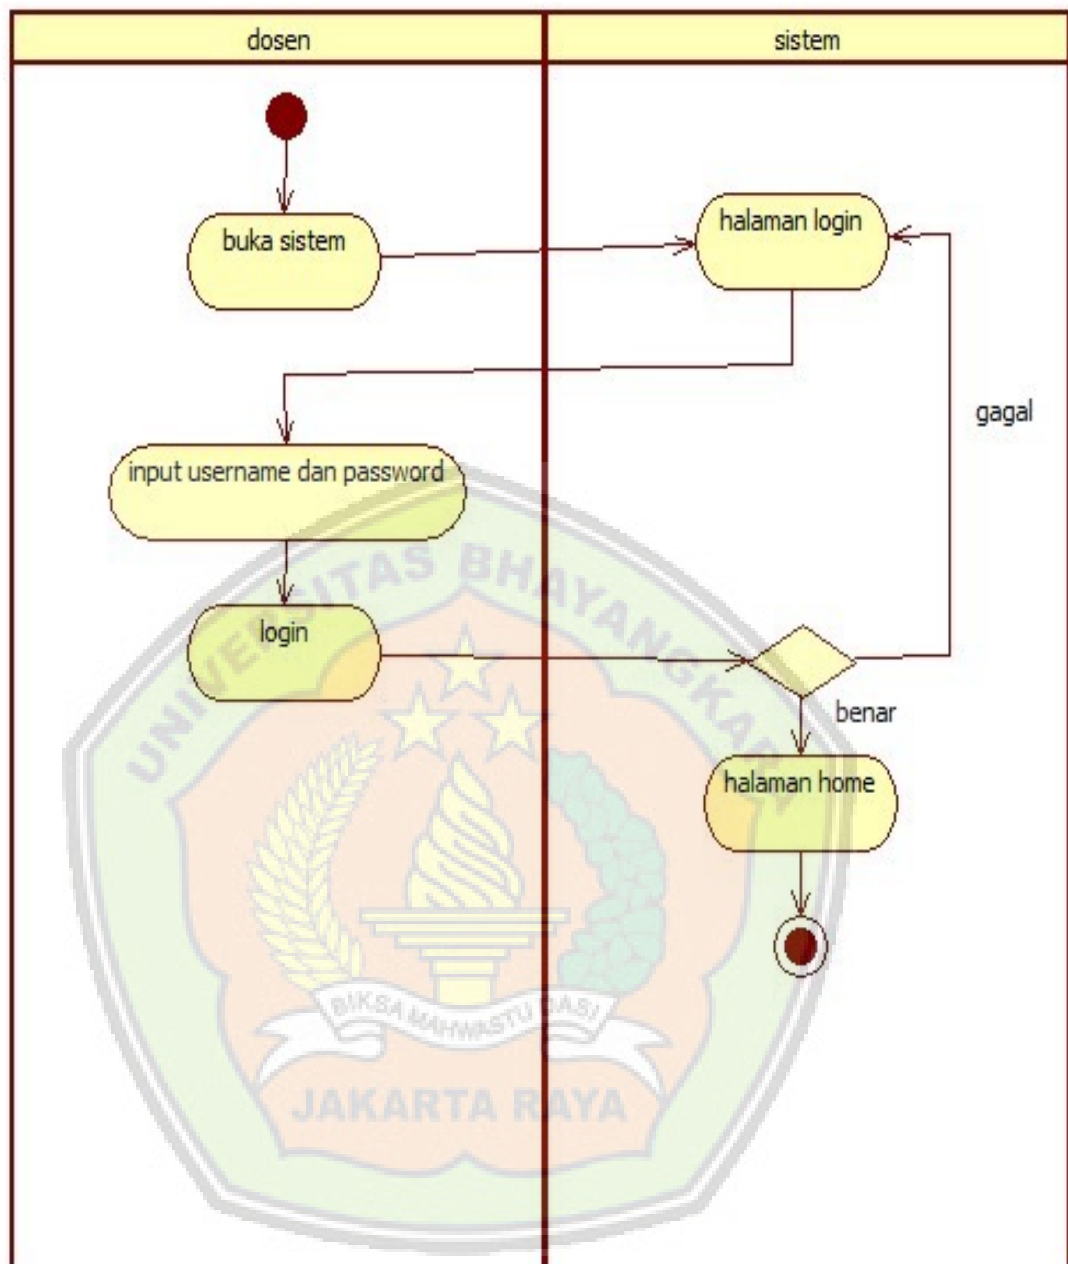 dosen
sistem
buka sistem
halaman login
gagal
input username dan password
login
benar
halaman home
UNIVERSITAS BHAYANGKARA
BIKSA MAHWASTU DASI
JAKARTA RAYA